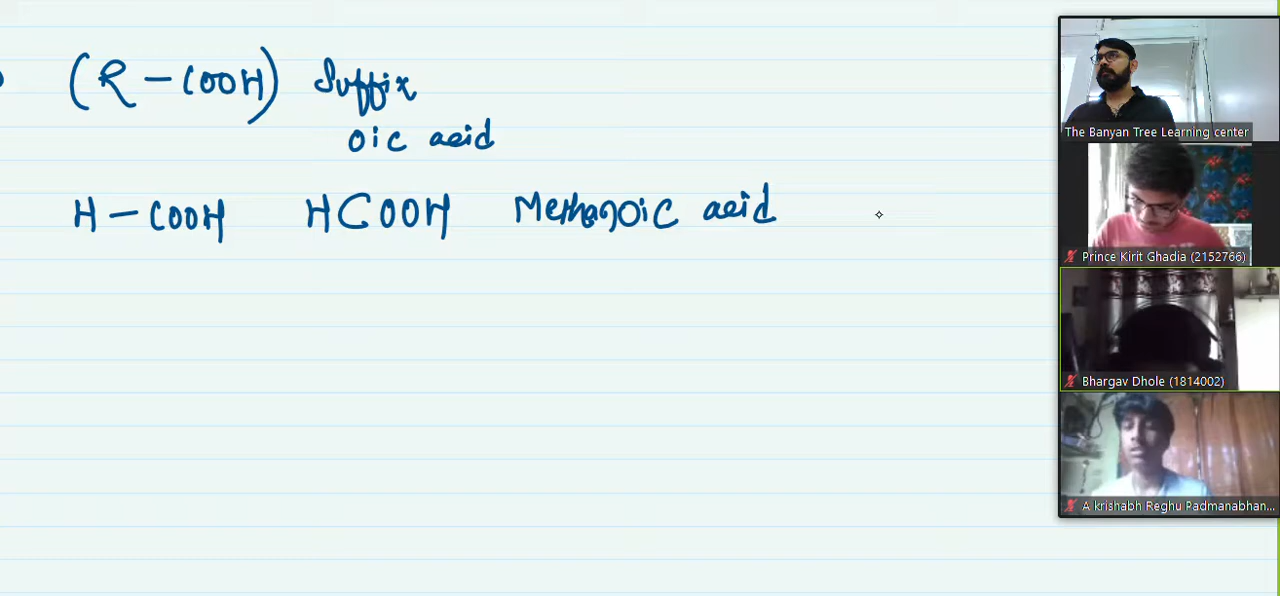 (R - COOH) Suffix
oic acid
H - COOH HCOOH Methanoic acid
The Banyan Tree Learning center
Prince Kirit Ghadia (2152766)
Bhargav Dhole (1814002)
A krishabh Reghu Padmanabhan...